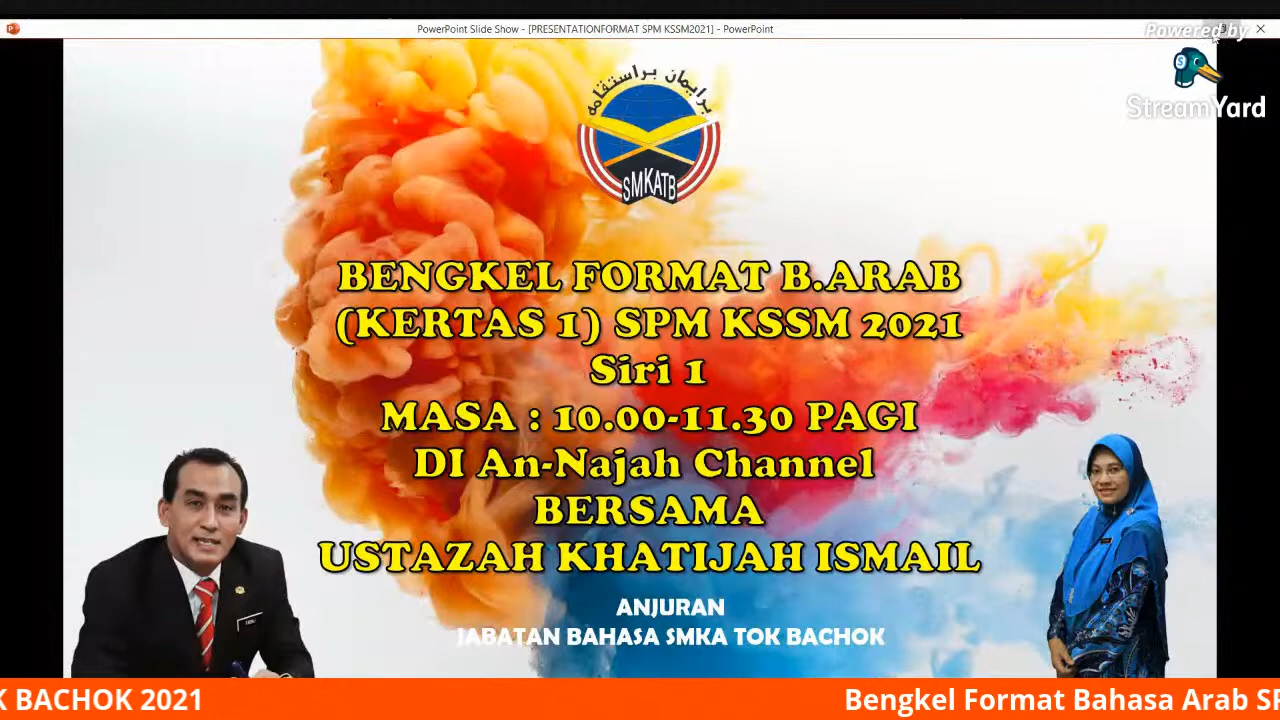 PowerPoint Slide Show - [PRESENTATIONFORMAT SPM KSSM2021] - PowerPoint
Powered by
StreamYard
برايمان براستقامه
SMKATB
BENGKEL FORMAT B.ARAB
(KERTAS 1) SPM KSSM 2021
Siri 1
MASA : 10.00-11.30 PAGI
DI An-Najah Channel
BERSAMA
USTAZAH KHATIJAH ISMAIL
ANJURAN
JABATAN BAHASA SMKA TOK BACHOK
K BACHOK 2021
Bengkel Format Bahasa Arab SP